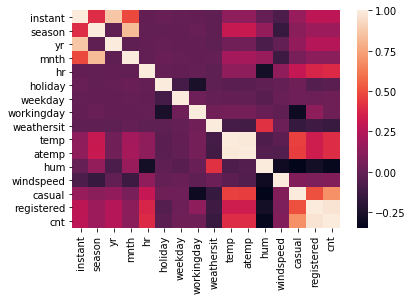 instant
season
yr
mnth
hr
holiday
weekday
workingday
weathersit
temp
atemp
hum
windspeed
casual
registered
cnt
instant
season
yr
mnth
hr
holiday
weekday
workingday
weathersit
temp
atemp
hum
windspeed
casual
registered
cnt
1.00
0.75
0.50
0.25
0.00
−0.25